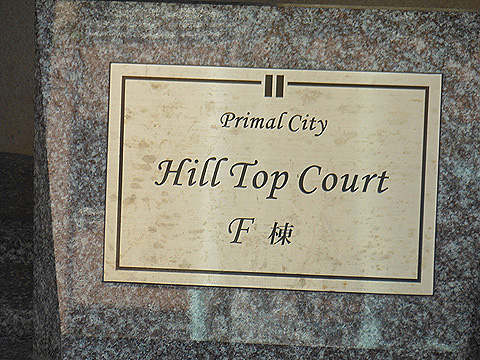 Primal City
Hill Top Court
F 棟